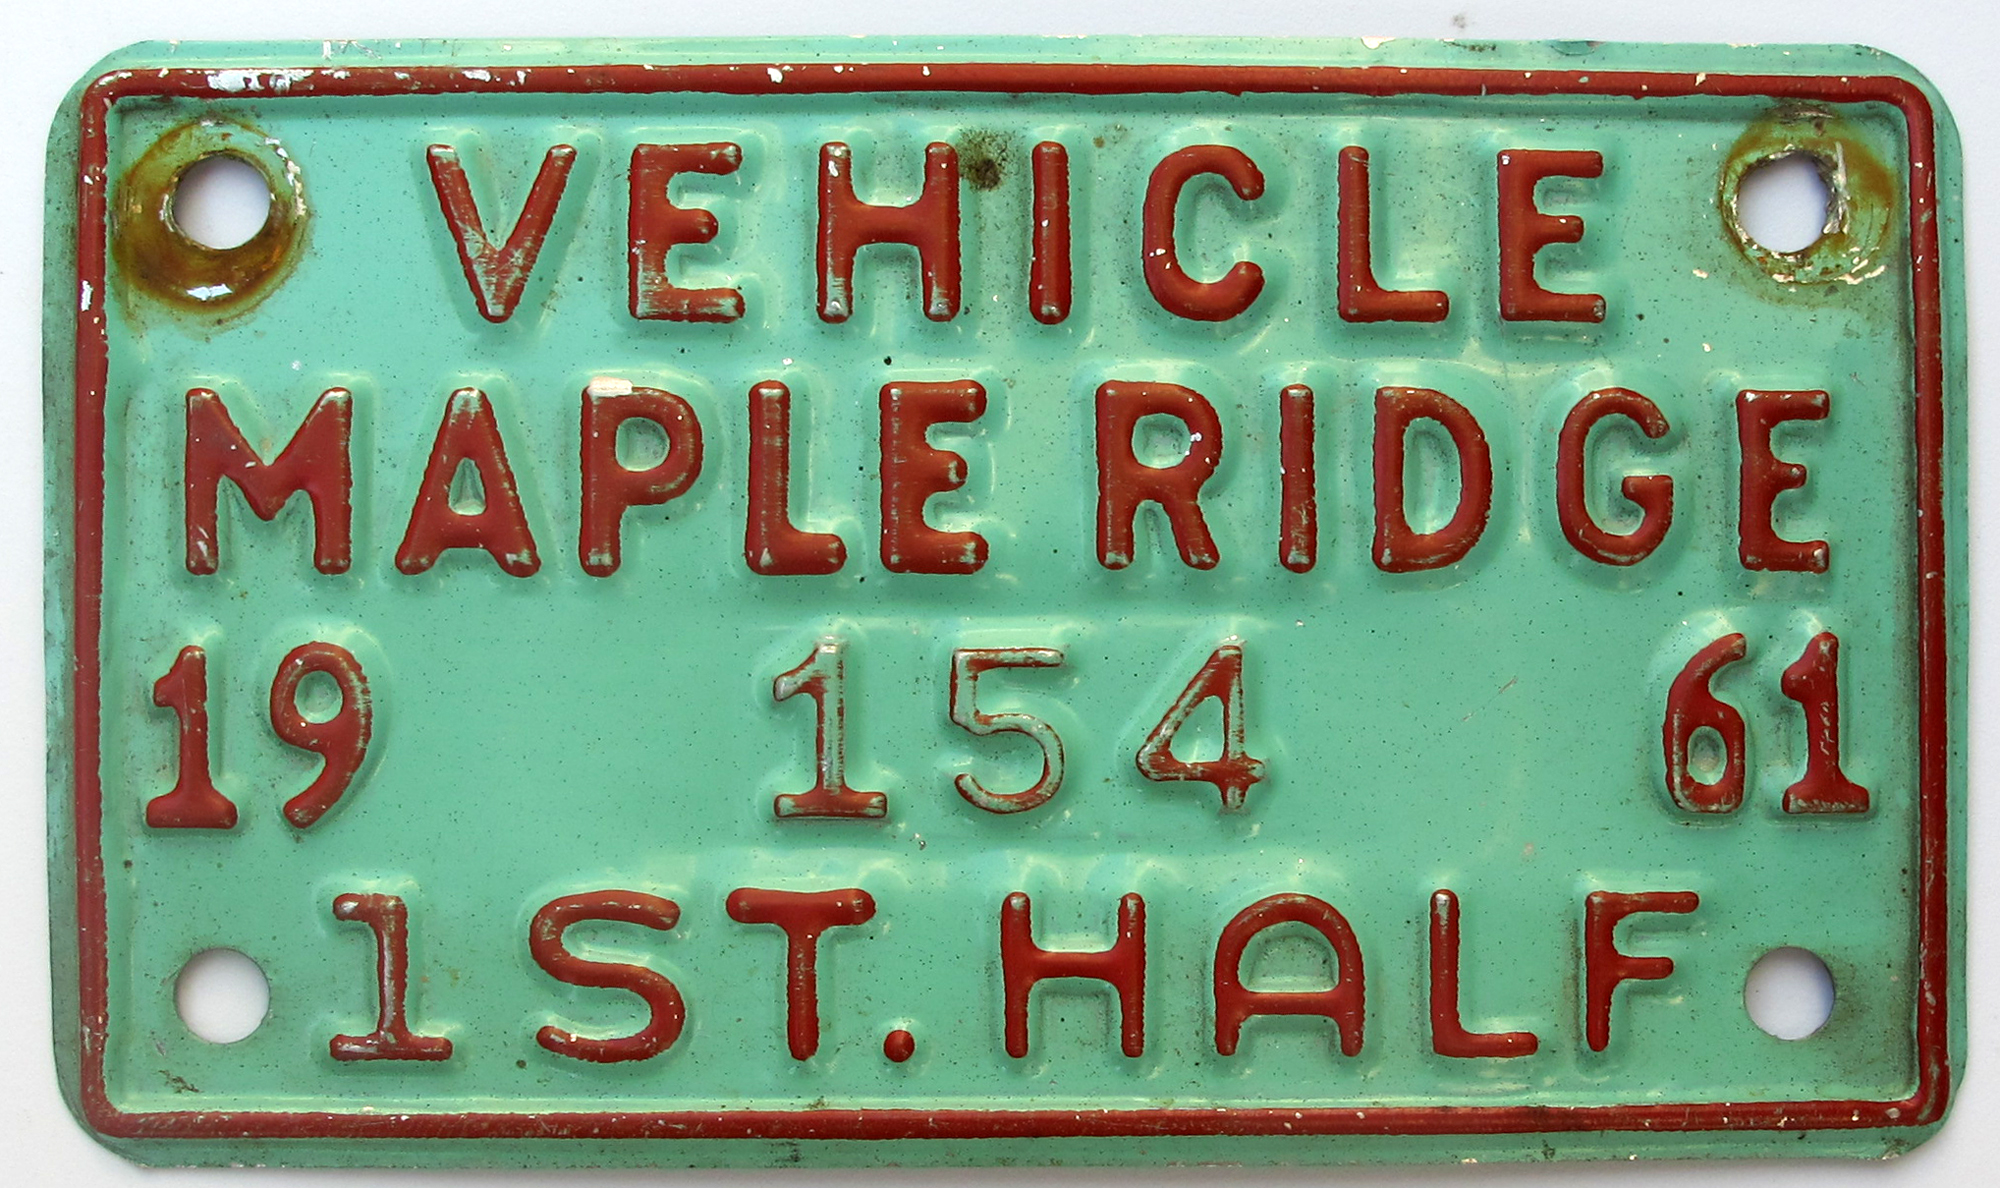 VEHICLE
MAPLE RIDGE
19 154 61
1ST. HALF